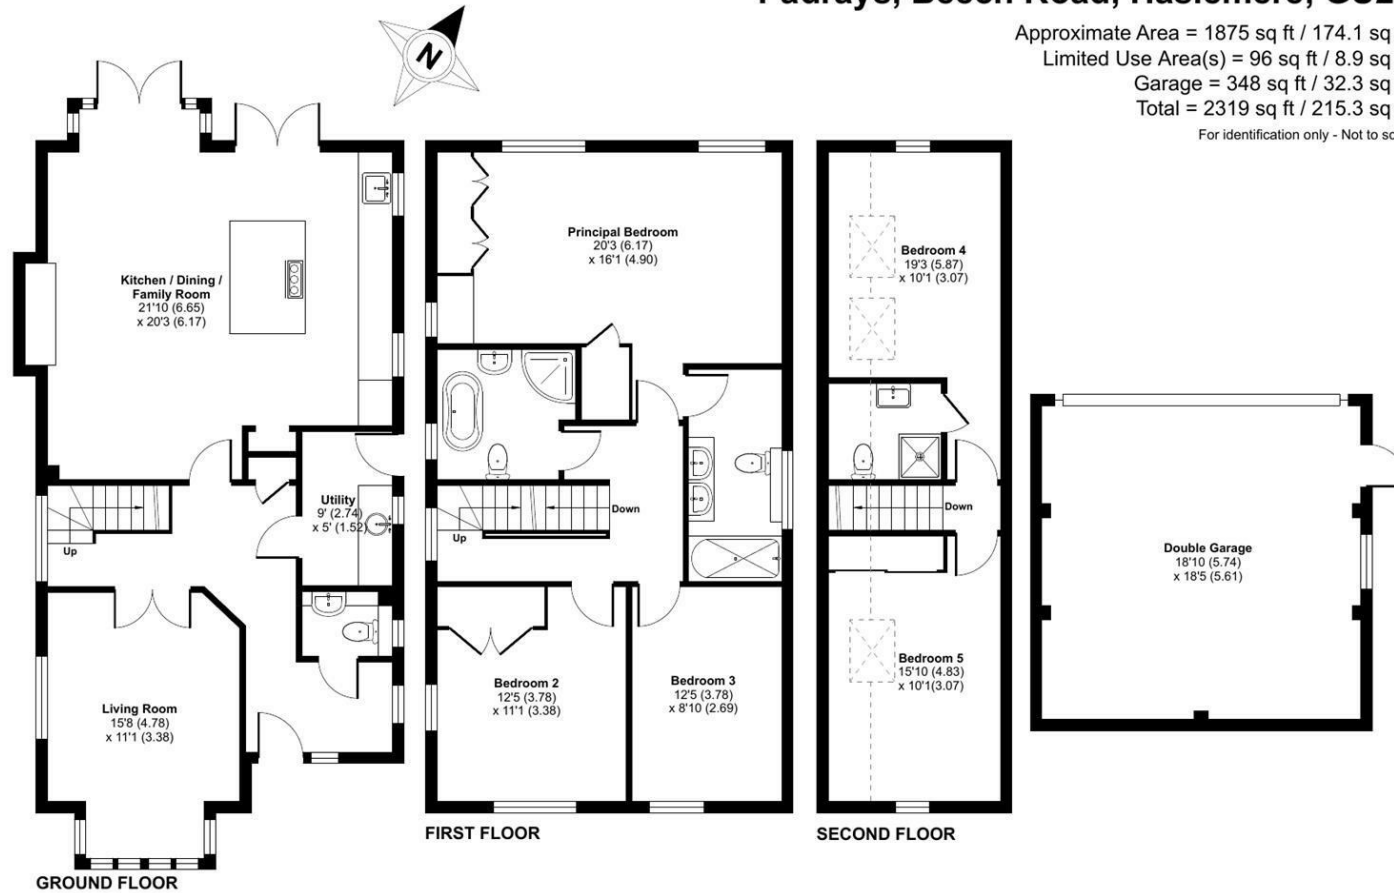 Approximate Area = 1875 sq ft / 174.1 sq
Limited Use Area(s) = 96 sq ft / 8.9 sq
Garage = 348 sq ft / 32.3 sq
Total = 2319 sq ft / 215.3 sq
For identification only - Not to sc
N
Kitchen / Dining /
Family Room
21'10 (6.65)
x 20'3 (6.17)
Utility
9' (2.74)
x 5' (1.52)
Up
Living Room
15'8 (4.78)
x 11'1 (3.38)
GROUND FLOOR
Principal Bedroom
20'3 (6.17)
x 16'1 (4.90)
Down
Up
Bedroom 2
12'5 (3.78)
x 11'1 (3.38)
Bedroom 3
12'5 (3.78)
x 8'10 (2.69)
FIRST FLOOR
Bedroom 4
19'3 (5.87)
x 10'1 (3.07)
Down
Bedroom 5
15'10 (4.83)
x 10'1(3.07)
SECOND FLOOR
Double Garage
18'10 (5.74)
x 18'5 (5.61)